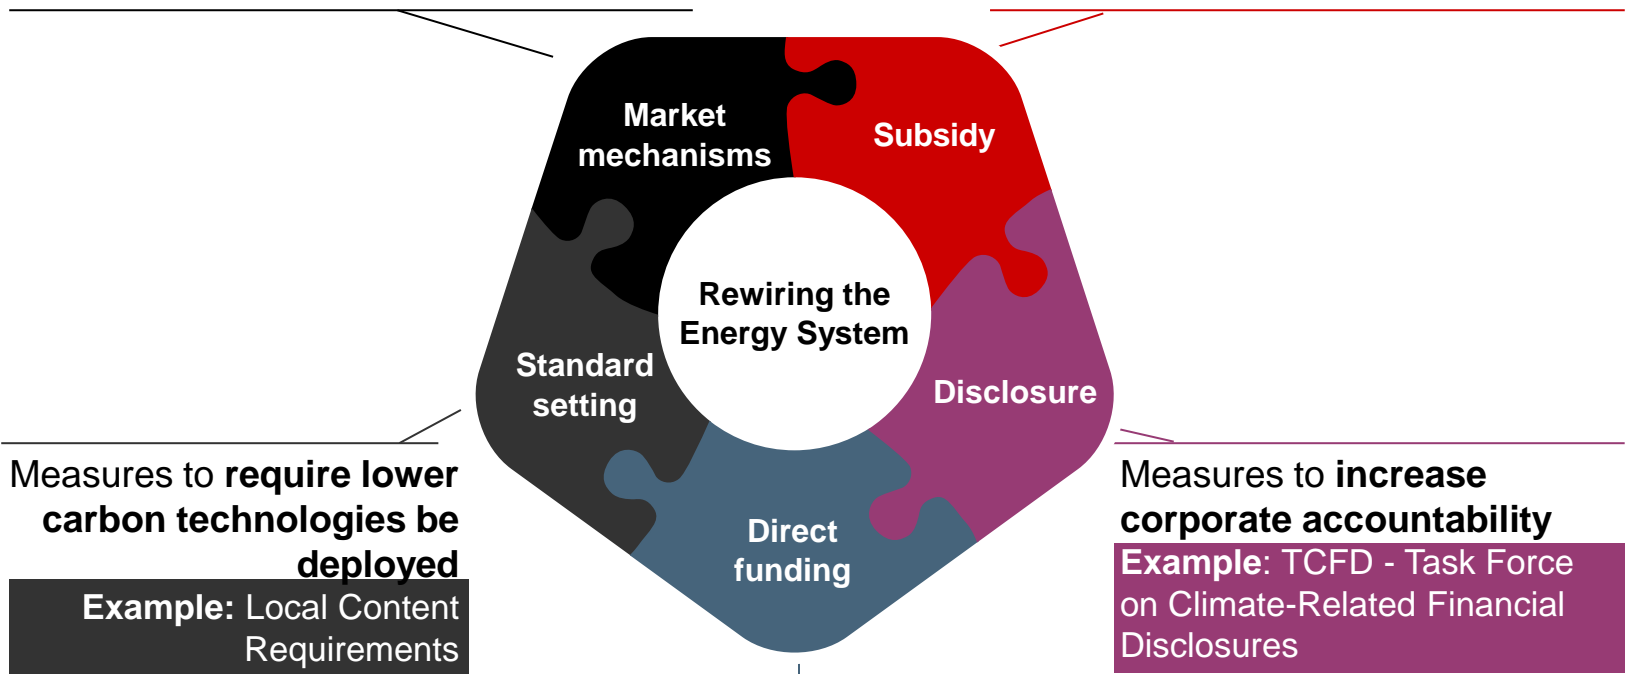 Market
mechanisms
Subsidy
Rewiring the
Energy System
Standard
setting
Disclosure
Direct
funding
Measures to require lower
carbon technologies be
deployed
Example: Local Content
Requirements
Measures to increase
corporate accountability
Example: TCFD - Task Force
on Climate-Related Financial
Disclosures